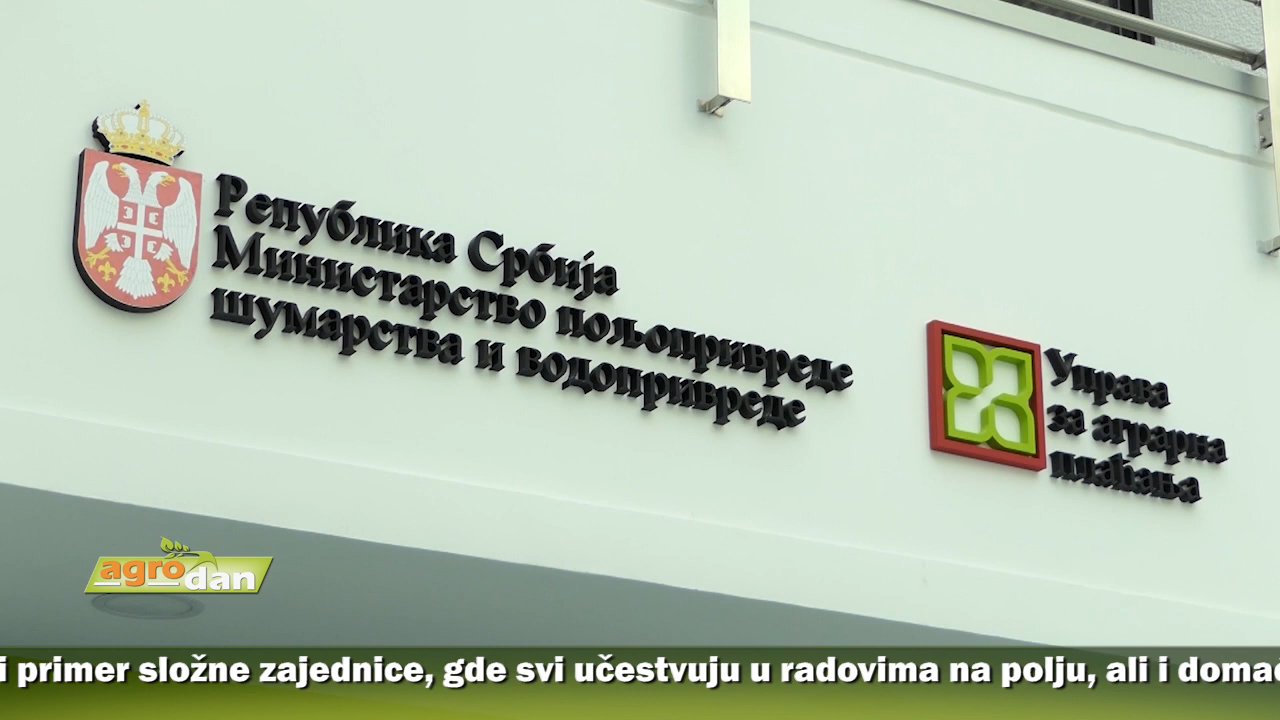 Република Србија
Министарство пољопривреде
шумарства и водопривреде
Управа
за аграрна
плаћања
agro
dan
i primer složne zajednice, gde svi učestvuju u radovima na polju, ali i